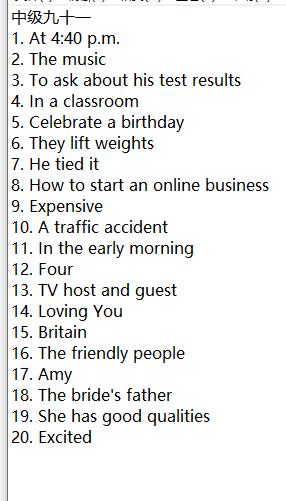 中级九十一
1. At 4:40 p.m.
2. The music
3. To ask about his test results
4. In a classroom
5. Celebrate a birthday
6. They lift weights
7. He tied it
8. How to start an online business
9. Expensive
10. A traffic accident
11. In the early morning
12. Four
13. TV host and guest
14. Loving You
15. Britain
16. The friendly people
17. Amy
18. The bride's father
19. She has good qualities
20. Excited